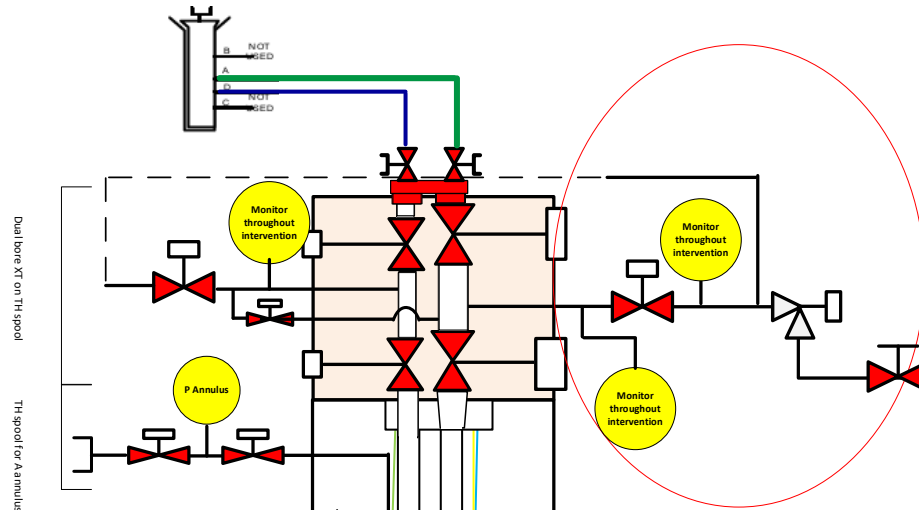 B
NOT
USED
A
D
C
NOT
USED
Monitor
throughout
intervention
Monitor
throughout
intervention
Dual bore XT on TH spool
P Annulus
Monitor
throughout
intervention
TH spool for A annulus